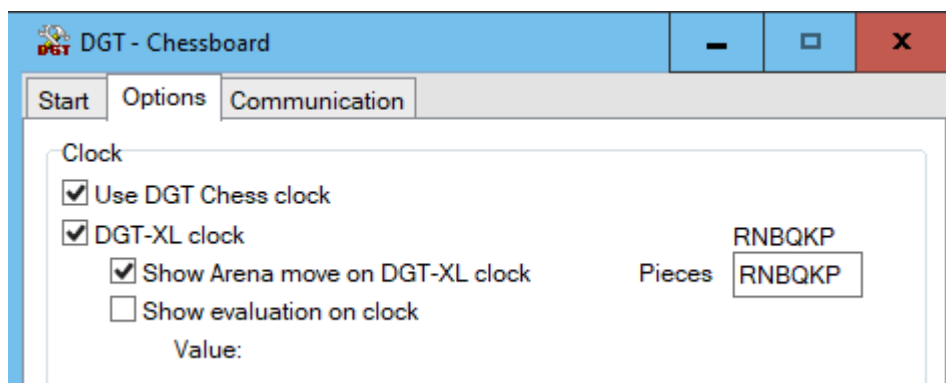 DGT DGT - Chessboard
Start Options Communication
Clock
Use DGT Chess clock
DGT-XL clock RNBQKP
Show Arena move on DGT-XL clock Pieces RNBQKP
Show evaluation on clock
Value: